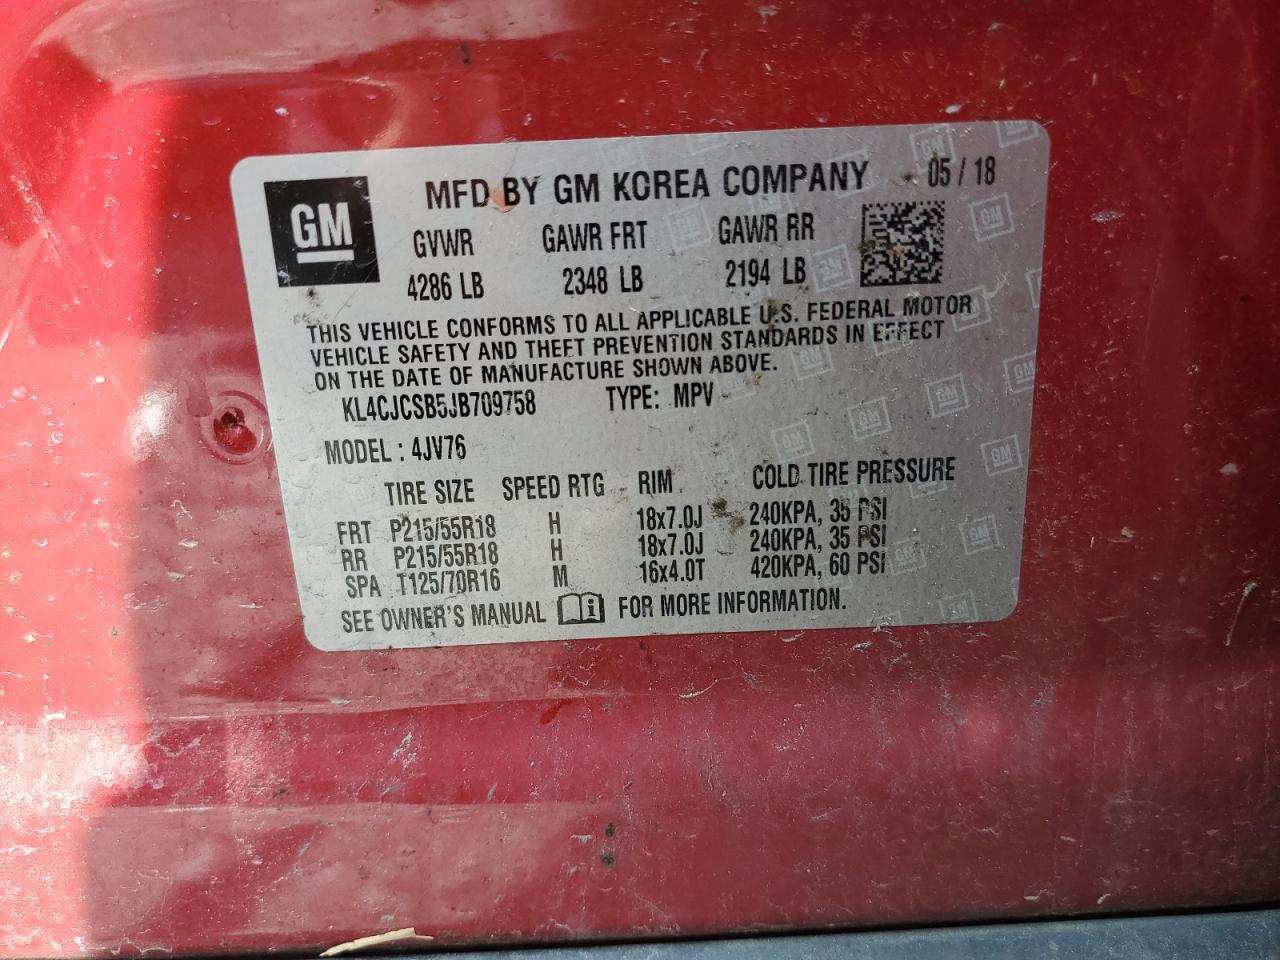 GM
MFD BY GM KOREA COMPANY 05 / 18
GVWR GAWR FRT GAWR RR
4286 LB 2348 LB 2194 LB
THIS VEHICLE CONFORMS TO ALL APPLICABLE U.S. FEDERAL MOTOR
VEHICLE SAFETY AND THEFT PREVENTION STANDARDS IN EFFECT
ON THE DATE OF MANUFACTURE SHOWN ABOVE.
KL4CJCSB5JB709758 TYPE: MPV
MODEL : 4JV76
TIRE SIZE SPEED RTG RIM COLD TIRE PRESSURE
FRT P215/55R18 H 18x7.0J 240KPA, 35 PSI
RR P215/55R18 H 18x7.0J 240KPA, 35 PSI
SPA T125/70R16 M 16x4.0T 420KPA, 60 PSI
SEE OWNER'S MANUAL FOR MORE INFORMATION.